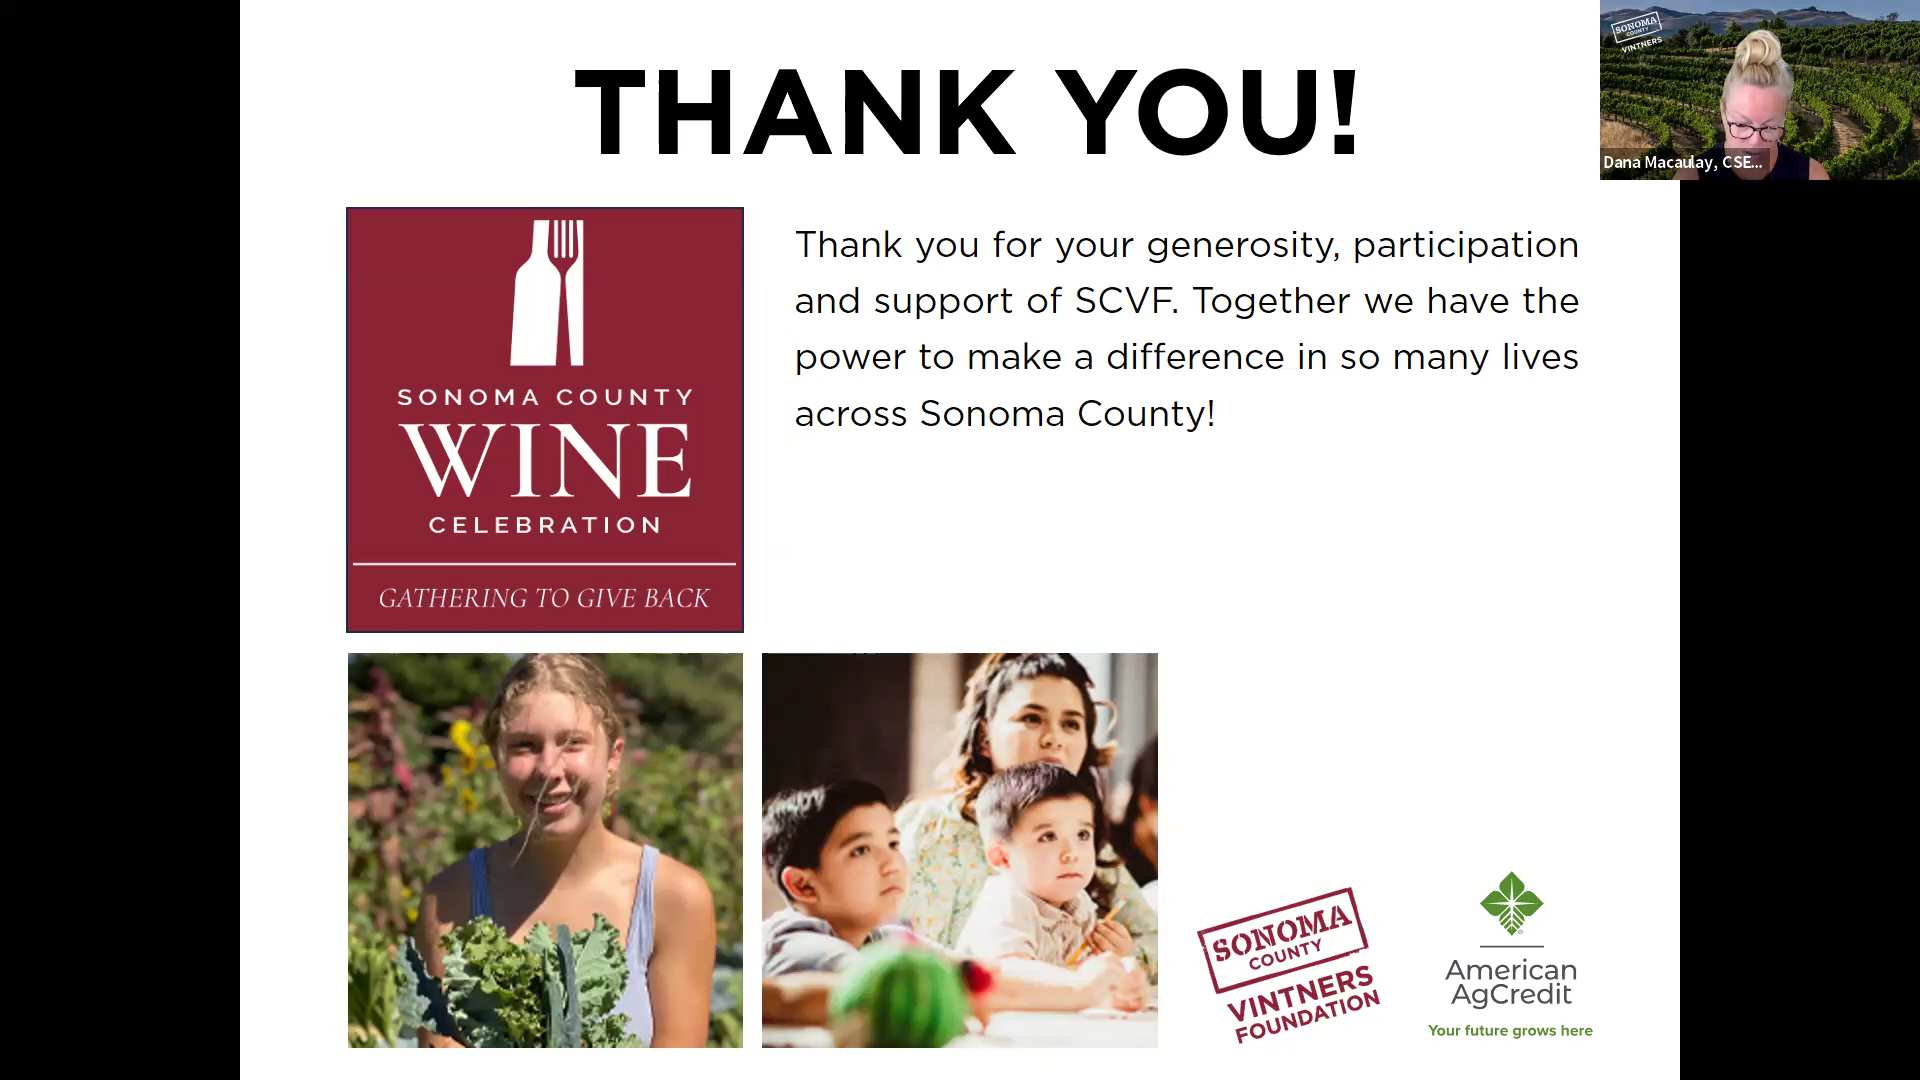 THANK YOU!
SONOMA
COUNTY
VINTNERS
Dana Macaulay, CSE...
SONOMA COUNTY
WINE
CELEBRATION
GATHERING TO GIVE BACK
Thank you for your generosity, participation
and support of SCVF. Together we have the
power to make a difference in so many lives
across Sonoma County!
SONOMA
COUNTY
VINTNERS
FOUNDATION
American
AgCredit
Your future grows here